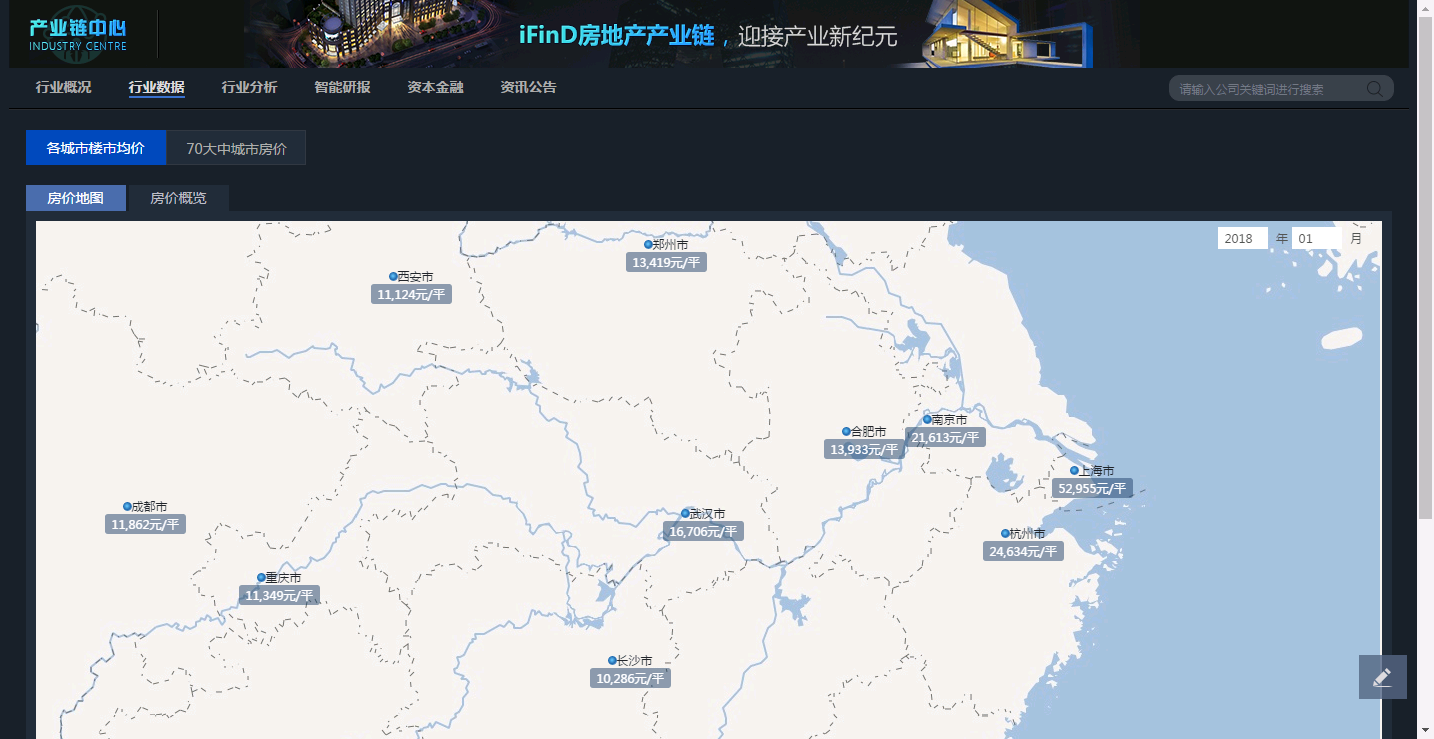 产业链中心
INDUSTRY CENTRE
iFinD房地产产业链，迎接产业新纪元
行业概况 行业数据 行业分析 智能研报 资本金融 资讯公告
请输入公司关键词进行搜索
各城市楼市均价 70大中城市房价
房价地图 房价概览
2018 年 01 月
郑州市
13,419元/平
西安市
11,124元/平
南京市
21,613元/平
合肥市
13,933元/平
上海市
52,955元/平
成都市
11,862元/平
武汉市
16,706元/平
杭州市
24,634元/平
重庆市
11,349元/平
长沙市
10,286元/平